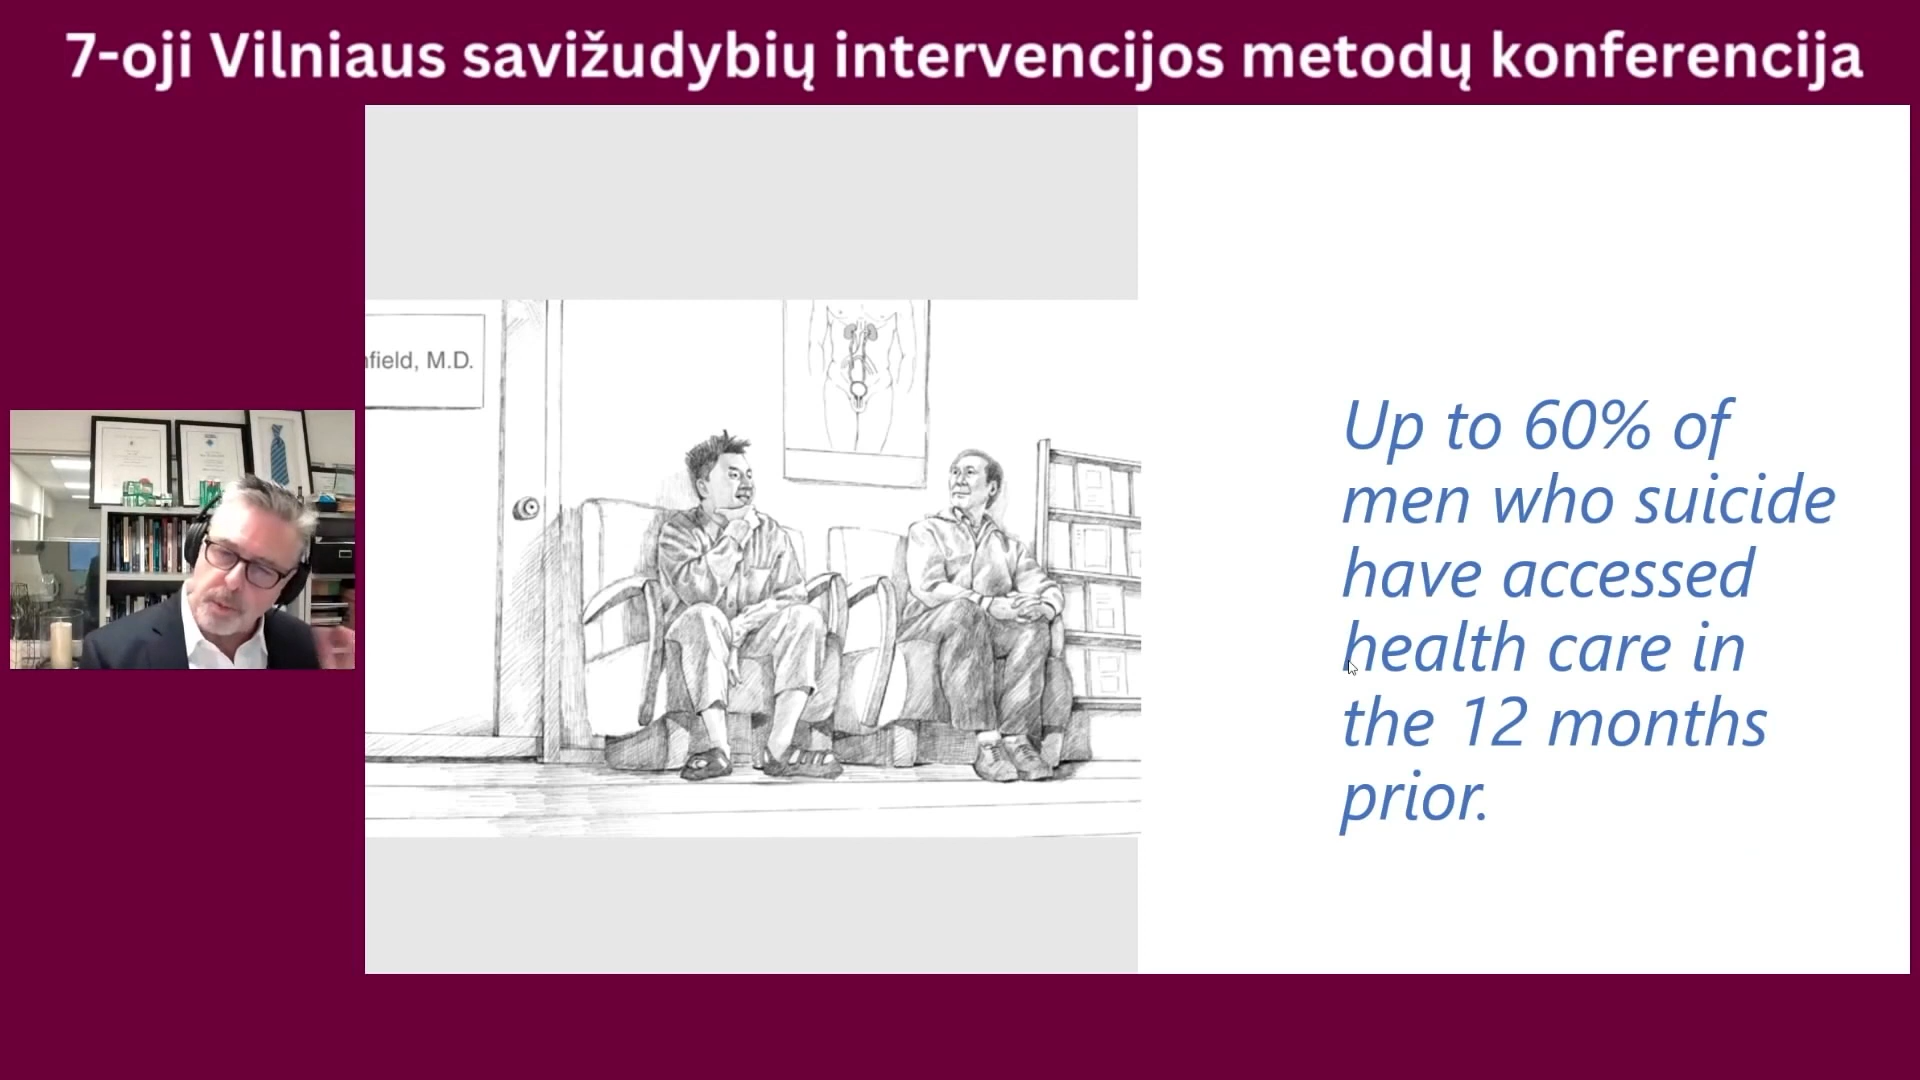 7-oji Vilniaus savižudybių intervencijos metodų konferencija
field, M.D.
Up to 60% of
men who suicide
have accessed
health care in
the 12 months
prior.